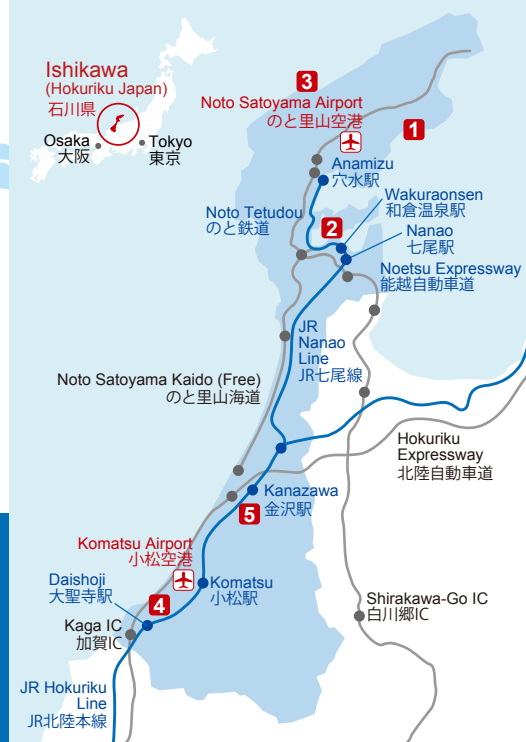 Ishikawa
(Hokuriku Japan)
石川県
Osaka
大阪
Tokyo
東京
3
Noto Satoyama Airport
のと里山空港
1
Anamizu
穴水駅
Wakuraonsen
和倉温泉駅
Noto Tetudou
のと鉄道
2
Nanao
七尾駅
Noetsu Expressway
能越自動車道
JR
Nanao
Line
JR七尾線
Noto Satoyama Kaido (Free)
のと里山海道
Hokuriku
Expressway
北陸自動車道
Kanazawa
金沢駅
5
Komatsu Airport
小松空港
Daishoji
大聖寺駅
Komatsu
小松駅
4
Kaga IC
加賀IC
Shirakawa-Go IC
白川郷IC
JR Hokuriku
Line
JR北陸本線